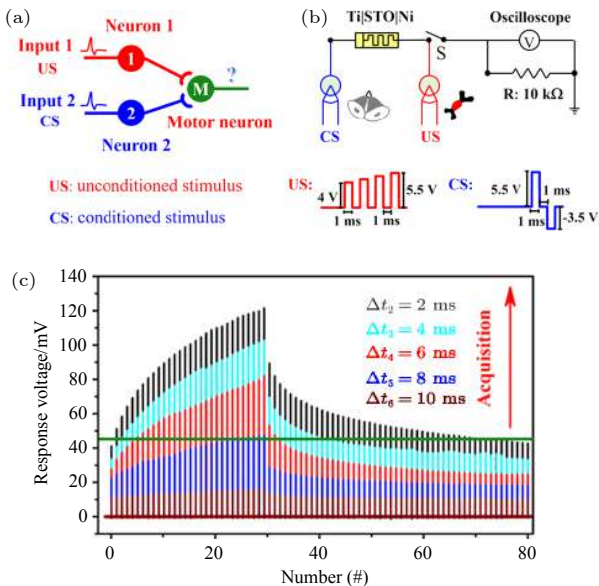 (a)
Neuron 1
Input 1
US
1
?
M
Input 2
CS
2
Motor neuron
Neuron 2
US: unconditioned stimulus
CS: conditioned stimulus
(b)
Ti|STO|Ni
Oscilloscope
S
V
R: 10 kΩ
CS
US
US:
4 V
5.5 V
1 ms
1 ms
CS:
5.5 V
1 ms
1 ms
-3.5 V
(c)
Response voltage/mV
140
120
100
80
60
40
20
0
Δt₂ = 2 ms
Δt₃ = 4 ms
Δt₄ = 6 ms
Δt₅ = 8 ms
Δt₆ = 10 ms
Acquisition
0
20
40
60
80
Number (#)